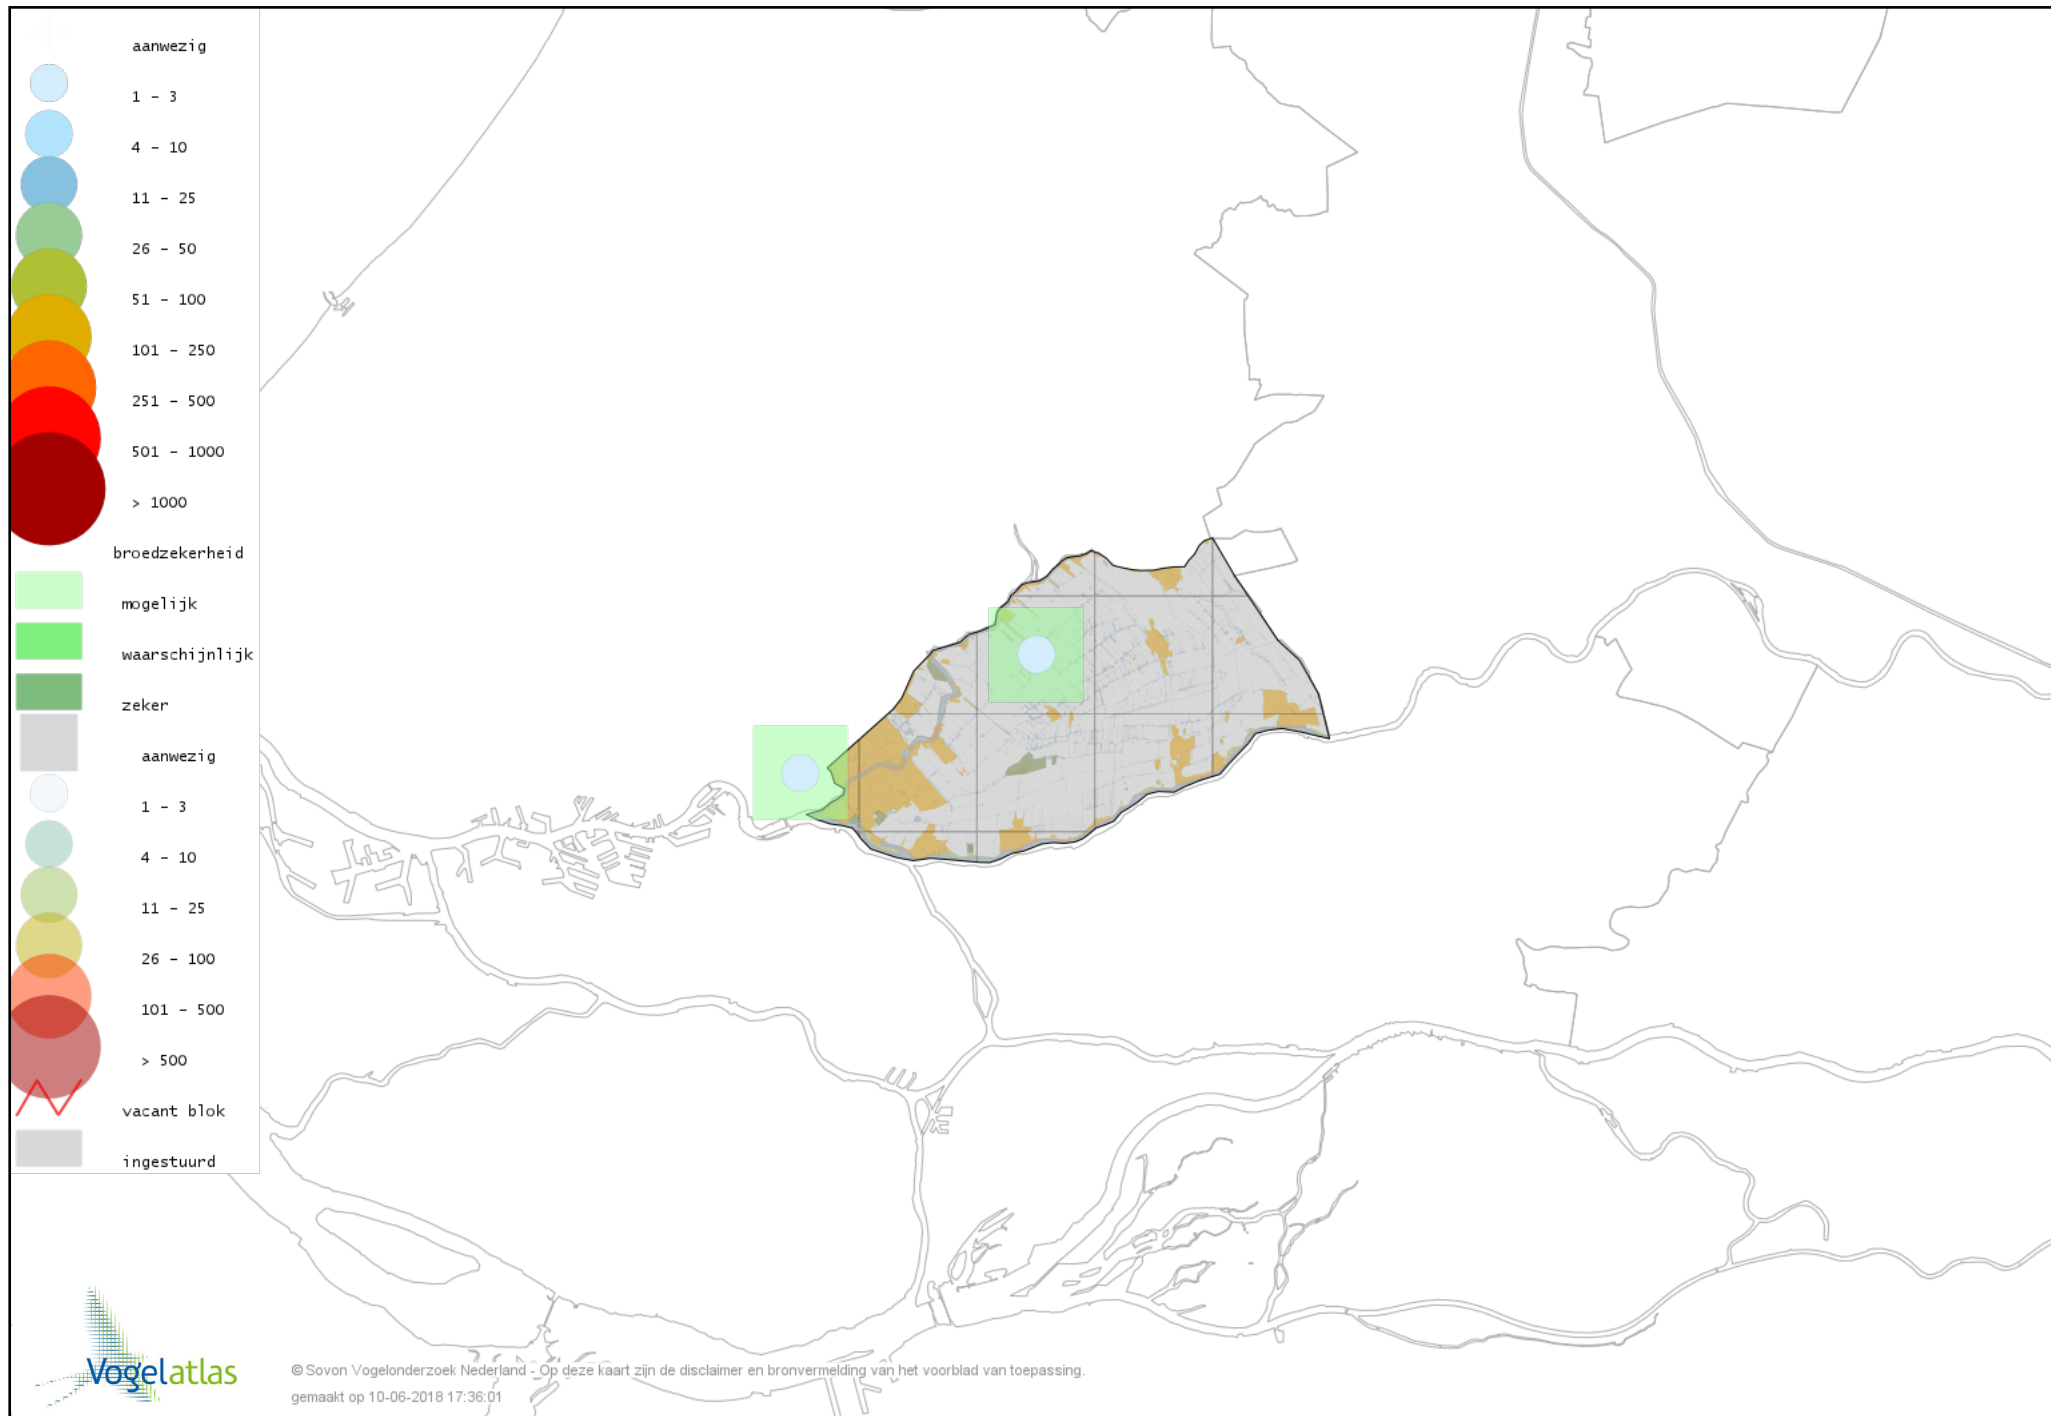 aanwezig
1 - 3
4 - 10
11 - 25
26 - 50
51 - 100
101 - 250
251 - 500
501 - 1000
> 1000
broedzekerheid
mogelijk
waarschijnlijk
zeker
aanwezig
1 - 3
4 - 10
11 - 25
26 - 100
101 - 500
> 500
vacant blok
ingestuurd
Vogelatlas
© Sovon Vogelonderzoek Nederland - Op deze kaart zijn de disclaimer en bronvermelding van het voorblad van toepassing.
gemaakt op 10-06-2018 17:36:01